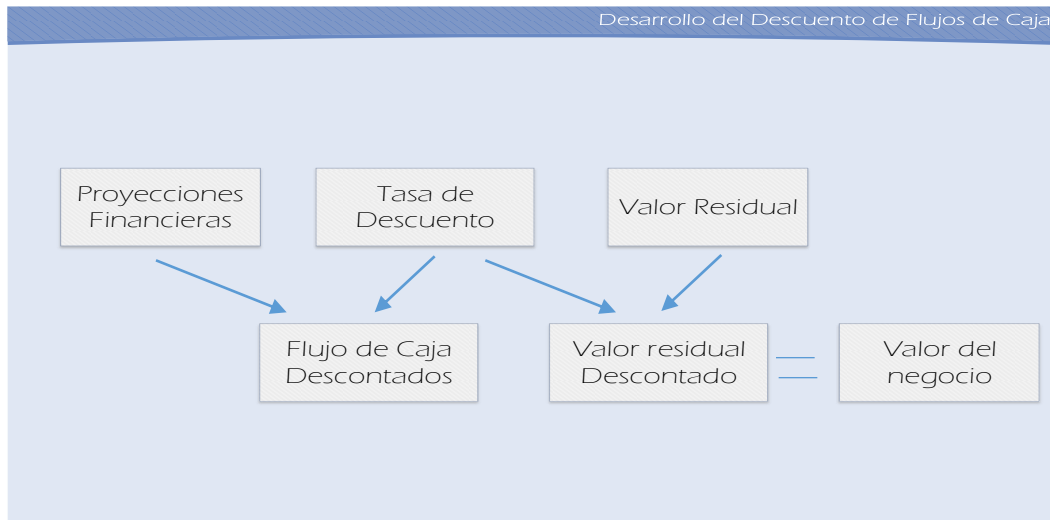 Desarrollo del Descuento de Flujos de Caja
Proyecciones
Financieras
Tasa de
Descuento
Valor Residual
Flujo de Caja
Descontados
Valor residual
Descontado
Valor del
negocio